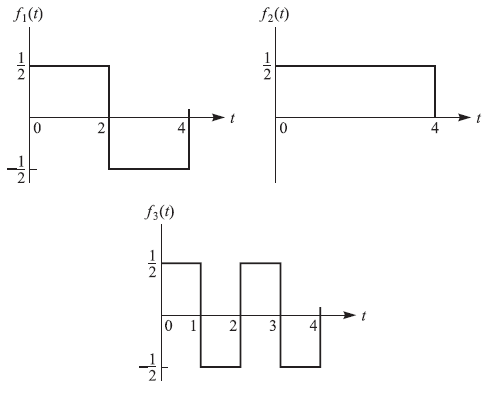 f₁(t)
1/2
0 2 4 t
−1/2
f₂(t)
1/2
0 4 t
f₃(t)
1/2
0 1 2 3 4 t
−1/2